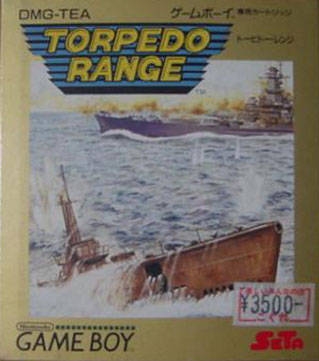 DMG-TEA
ゲームボーイ専用カートリッジ
TORPEDO
RANGE
TM
トーピドー・レンジ
¥3500-
Nintendo
GAME BOY
SETA